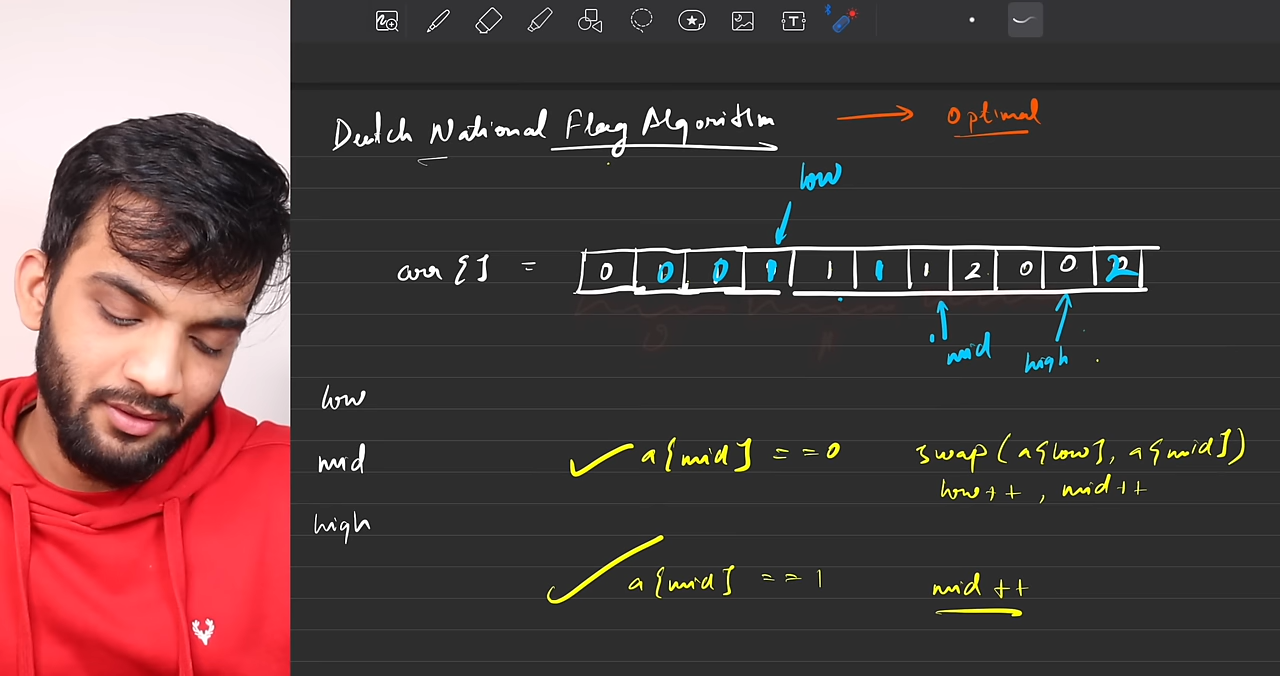 Dutch National Flag Algorithm → Optimal
low
arr[] = 0 0 0 1 1 1 1 2 0 0 2
mid high
low
mid a[mid] == 0 swap(a[low], a[mid])
low++, mid++
high
a[mid] == 1 mid++